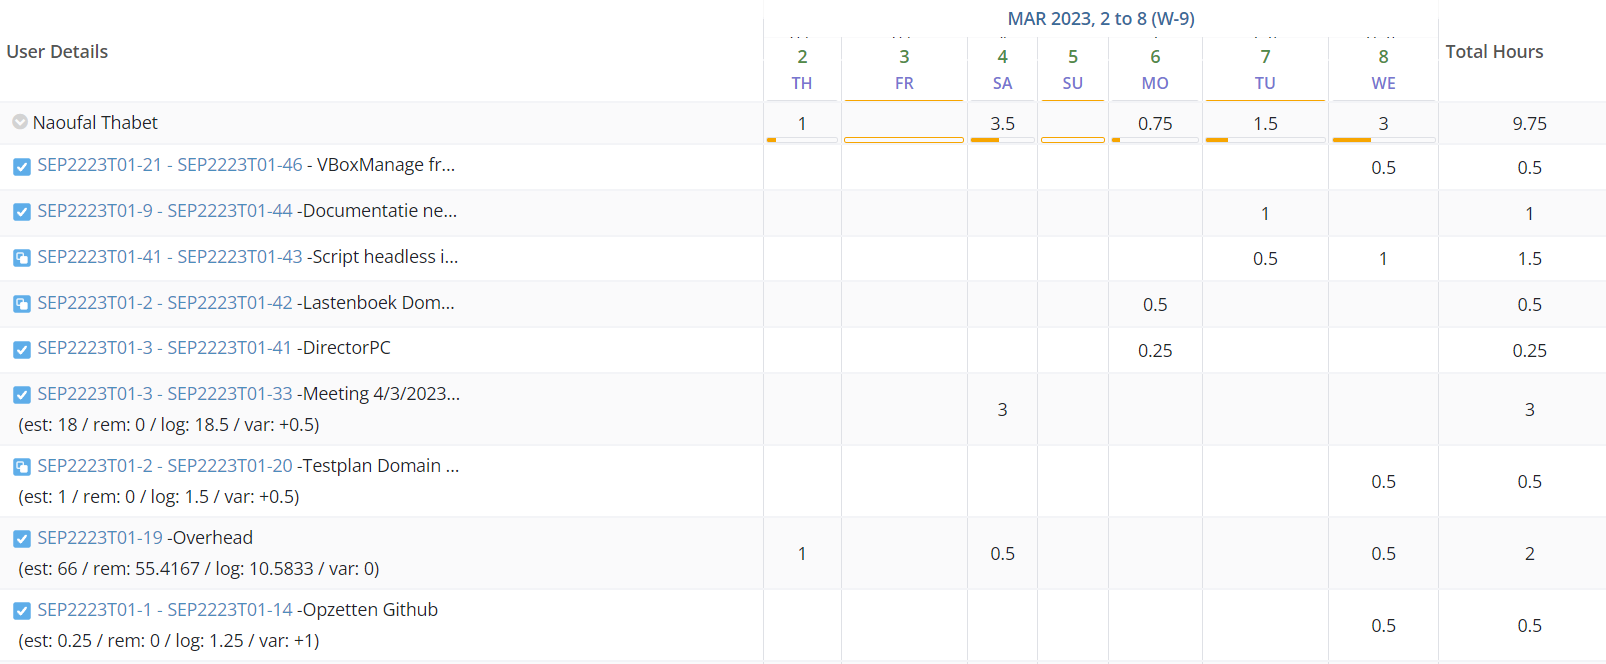 MAR 2023, 2 to 8 (W-9)
User Details 2 3 4 5 6 7 8 Total Hours
TH FR SA SU MO TU WE
Naoufal Thabet 1 3.5 0.75 1.5 3 9.75
SEP2223T01-21 - SEP2223T01-46 - VBoxManage fr... 0.5 0.5
SEP2223T01-9 - SEP2223T01-44 -Documentatie ne... 1 1
SEP2223T01-41 - SEP2223T01-43 -Script headless i... 0.5 1 1.5
SEP2223T01-2 - SEP2223T01-42 -Lastenboek Dom... 0.5 0.5
SEP2223T01-3 - SEP2223T01-41 -DirectorPC 0.25 0.25
SEP2223T01-3 - SEP2223T01-33 -Meeting 4/3/2023... 3 3
(est: 18 / rem: 0 / log: 18.5 / var: +0.5)
SEP2223T01-2 - SEP2223T01-20 -Testplan Domain ... 0.5 0.5
(est: 1 / rem: 0 / log: 1.5 / var: +0.5)
SEP2223T01-19 -Overhead 1 0.5 0.5 2
(est: 66 / rem: 55.4167 / log: 10.5833 / var: 0)
SEP2223T01-1 - SEP2223T01-14 -Opzetten Github 0.5 0.5
(est: 0.25 / rem: 0 / log: 1.25 / var: +1)